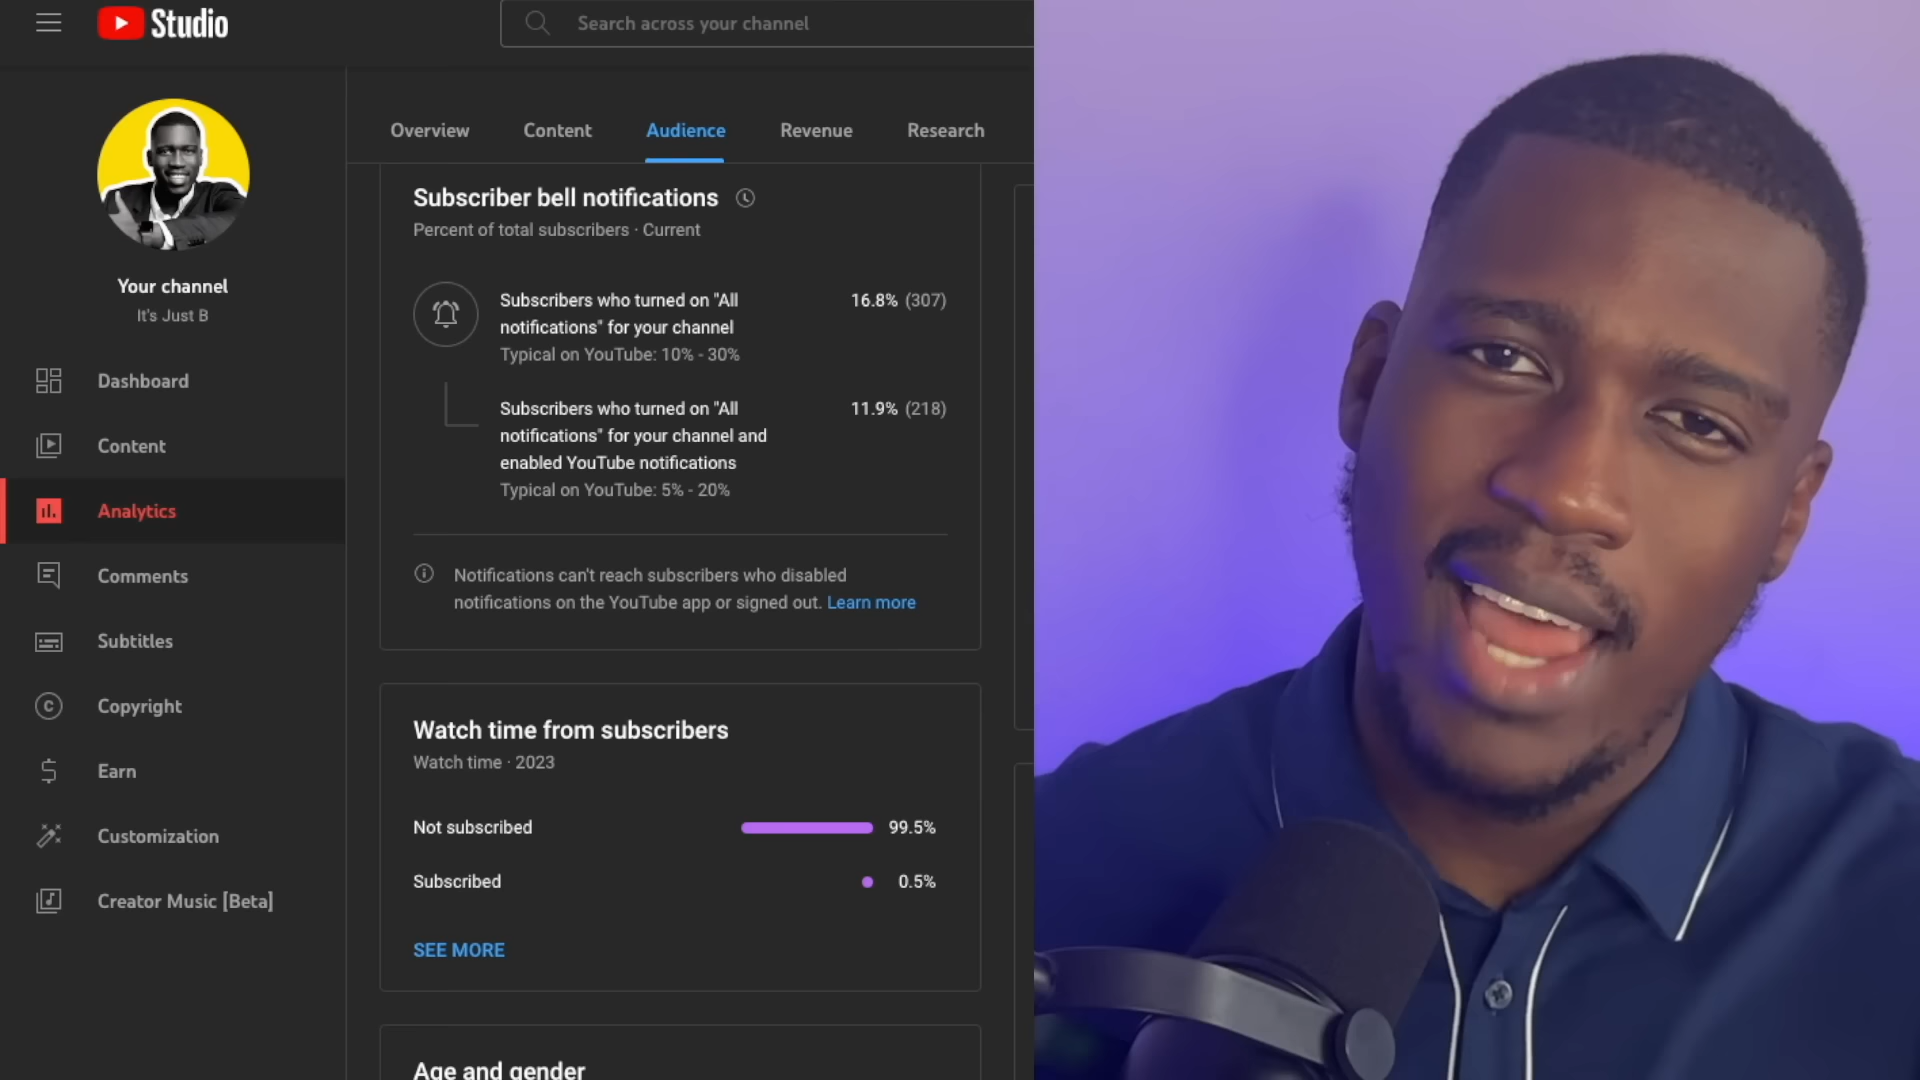 Studio
Search across your channel
Your channel
It's Just B
Dashboard
Content
Analytics
Comments
Subtitles
Copyright
Earn
Customization
Creator Music [Beta]
Overview
Content
Audience
Revenue
Research
Subscriber bell notifications
Percent of total subscribers · Current
Subscribers who turned on "All
notifications" for your channel
Typical on YouTube: 10% - 30%
16.8% (307)
Subscribers who turned on "All
notifications" for your channel and
enabled YouTube notifications
Typical on YouTube: 5% - 20%
11.9% (218)
Notifications can't reach subscribers who disabled
notifications on the YouTube app or signed out. Learn more
Watch time from subscribers
Watch time · 2023
Not subscribed 99.5%
Subscribed 0.5%
SEE MORE
Age and gender